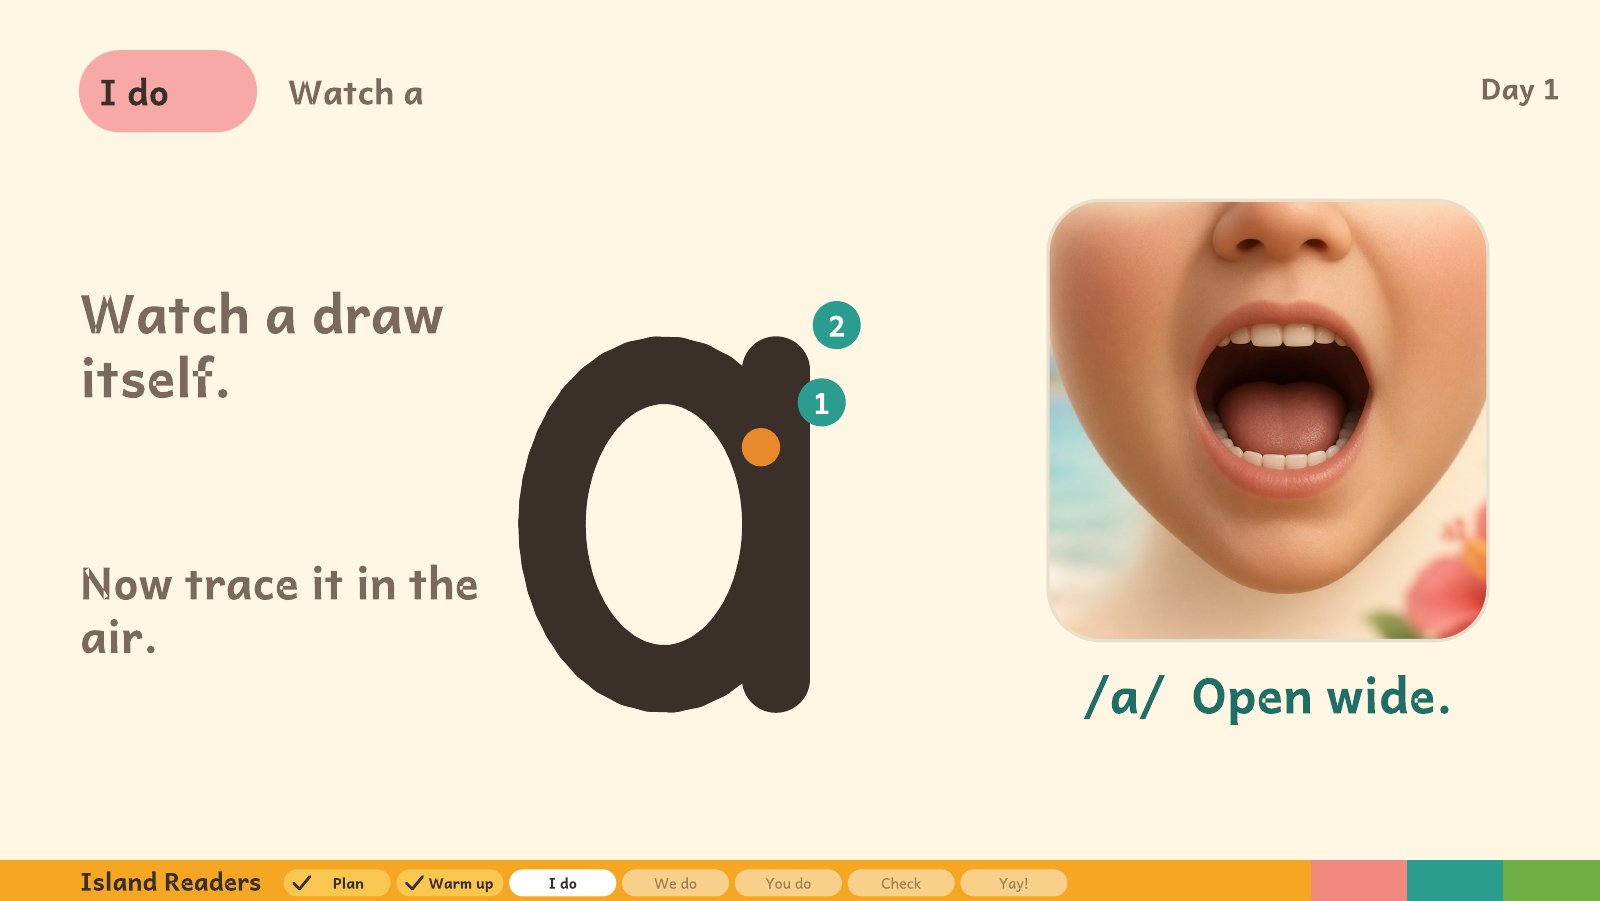 I do
Watch a
Day 1
Watch a draw
itself.
2
1
a
Now trace it in the
air.
/a/ Open wide.
Island Readers
Plan
Warm up
I do
We do
You do
Check
Yay!